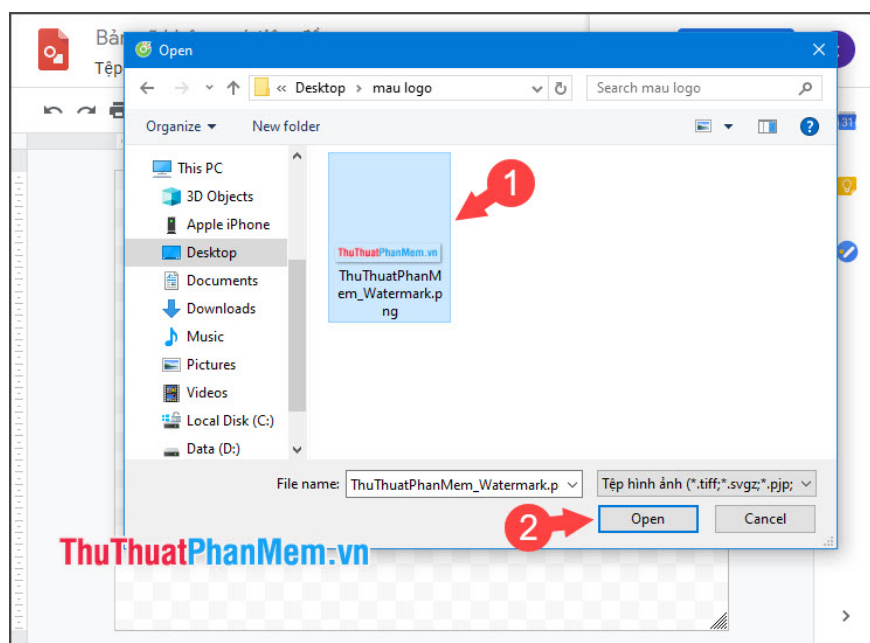 Open
Tệp
« Desktop › mau logo
Search mau logo
Organize
New folder
?
31
This PC
3D Objects
Apple iPhone
Desktop
Documents
Downloads
Music
Pictures
Videos
Local Disk (C:)
Data (D:)
1
ThuThuatPhanMem.vn
ThuThuatPhanM
em_Watermark.p
ng
File name:
ThuThuatPhanMem_Watermark.p
Tệp hình ảnh (*.tiff;*.svgz;*.pjp;
2
Open
Cancel
ThuThuatPhanMem.vn